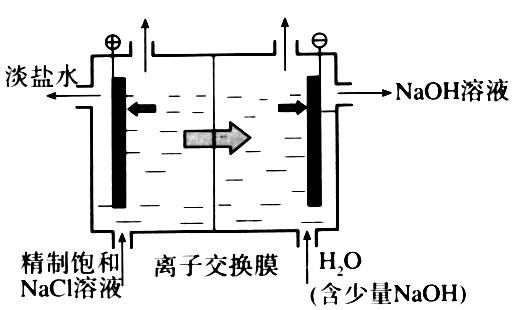 ⊕
⊖
淡盐水
NaOH溶液
精制饱和
NaCl溶液
离子交换膜
H₂O
(含少量NaOH)